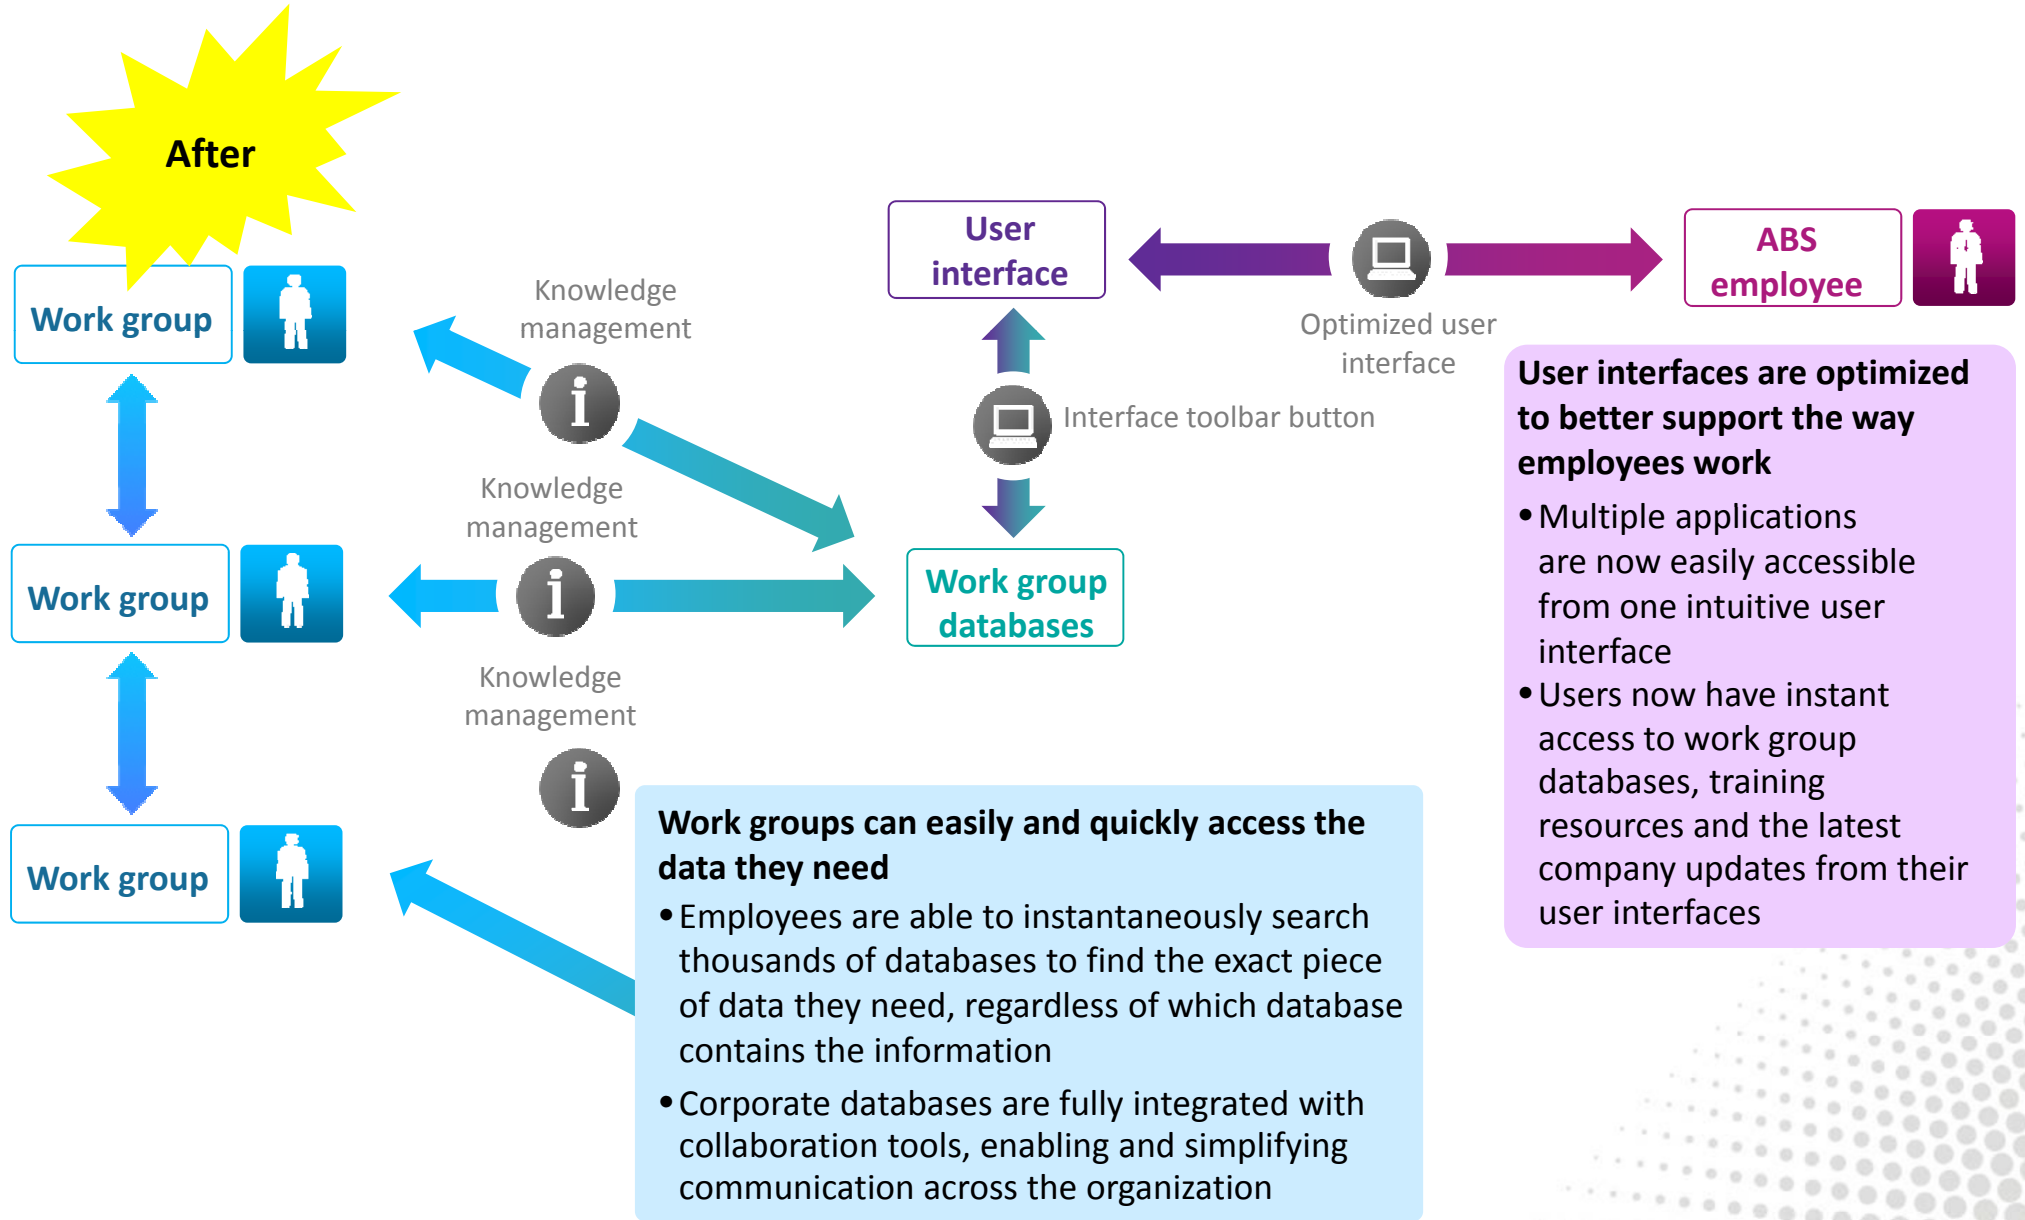 After
Work group
Knowledge
management
User
interface
Optimized user
interface
ABS
employee
Interface toolbar button
Knowledge
management
Work group
Work group
databases
Knowledge
management
Work group
User interfaces are optimized
to better support the way
employees work
• Multiple applications
are now easily accessible
from one intuitive user
interface
• Users now have instant
access to work group
databases, training
resources and the latest
company updates from their
user interfaces
Work groups can easily and quickly access the
data they need
• Employees are able to instantaneously search
thousands of databases to find the exact piece
of data they need, regardless of which database
contains the information
• Corporate databases are fully integrated with
collaboration tools, enabling and simplifying
communication across the organization